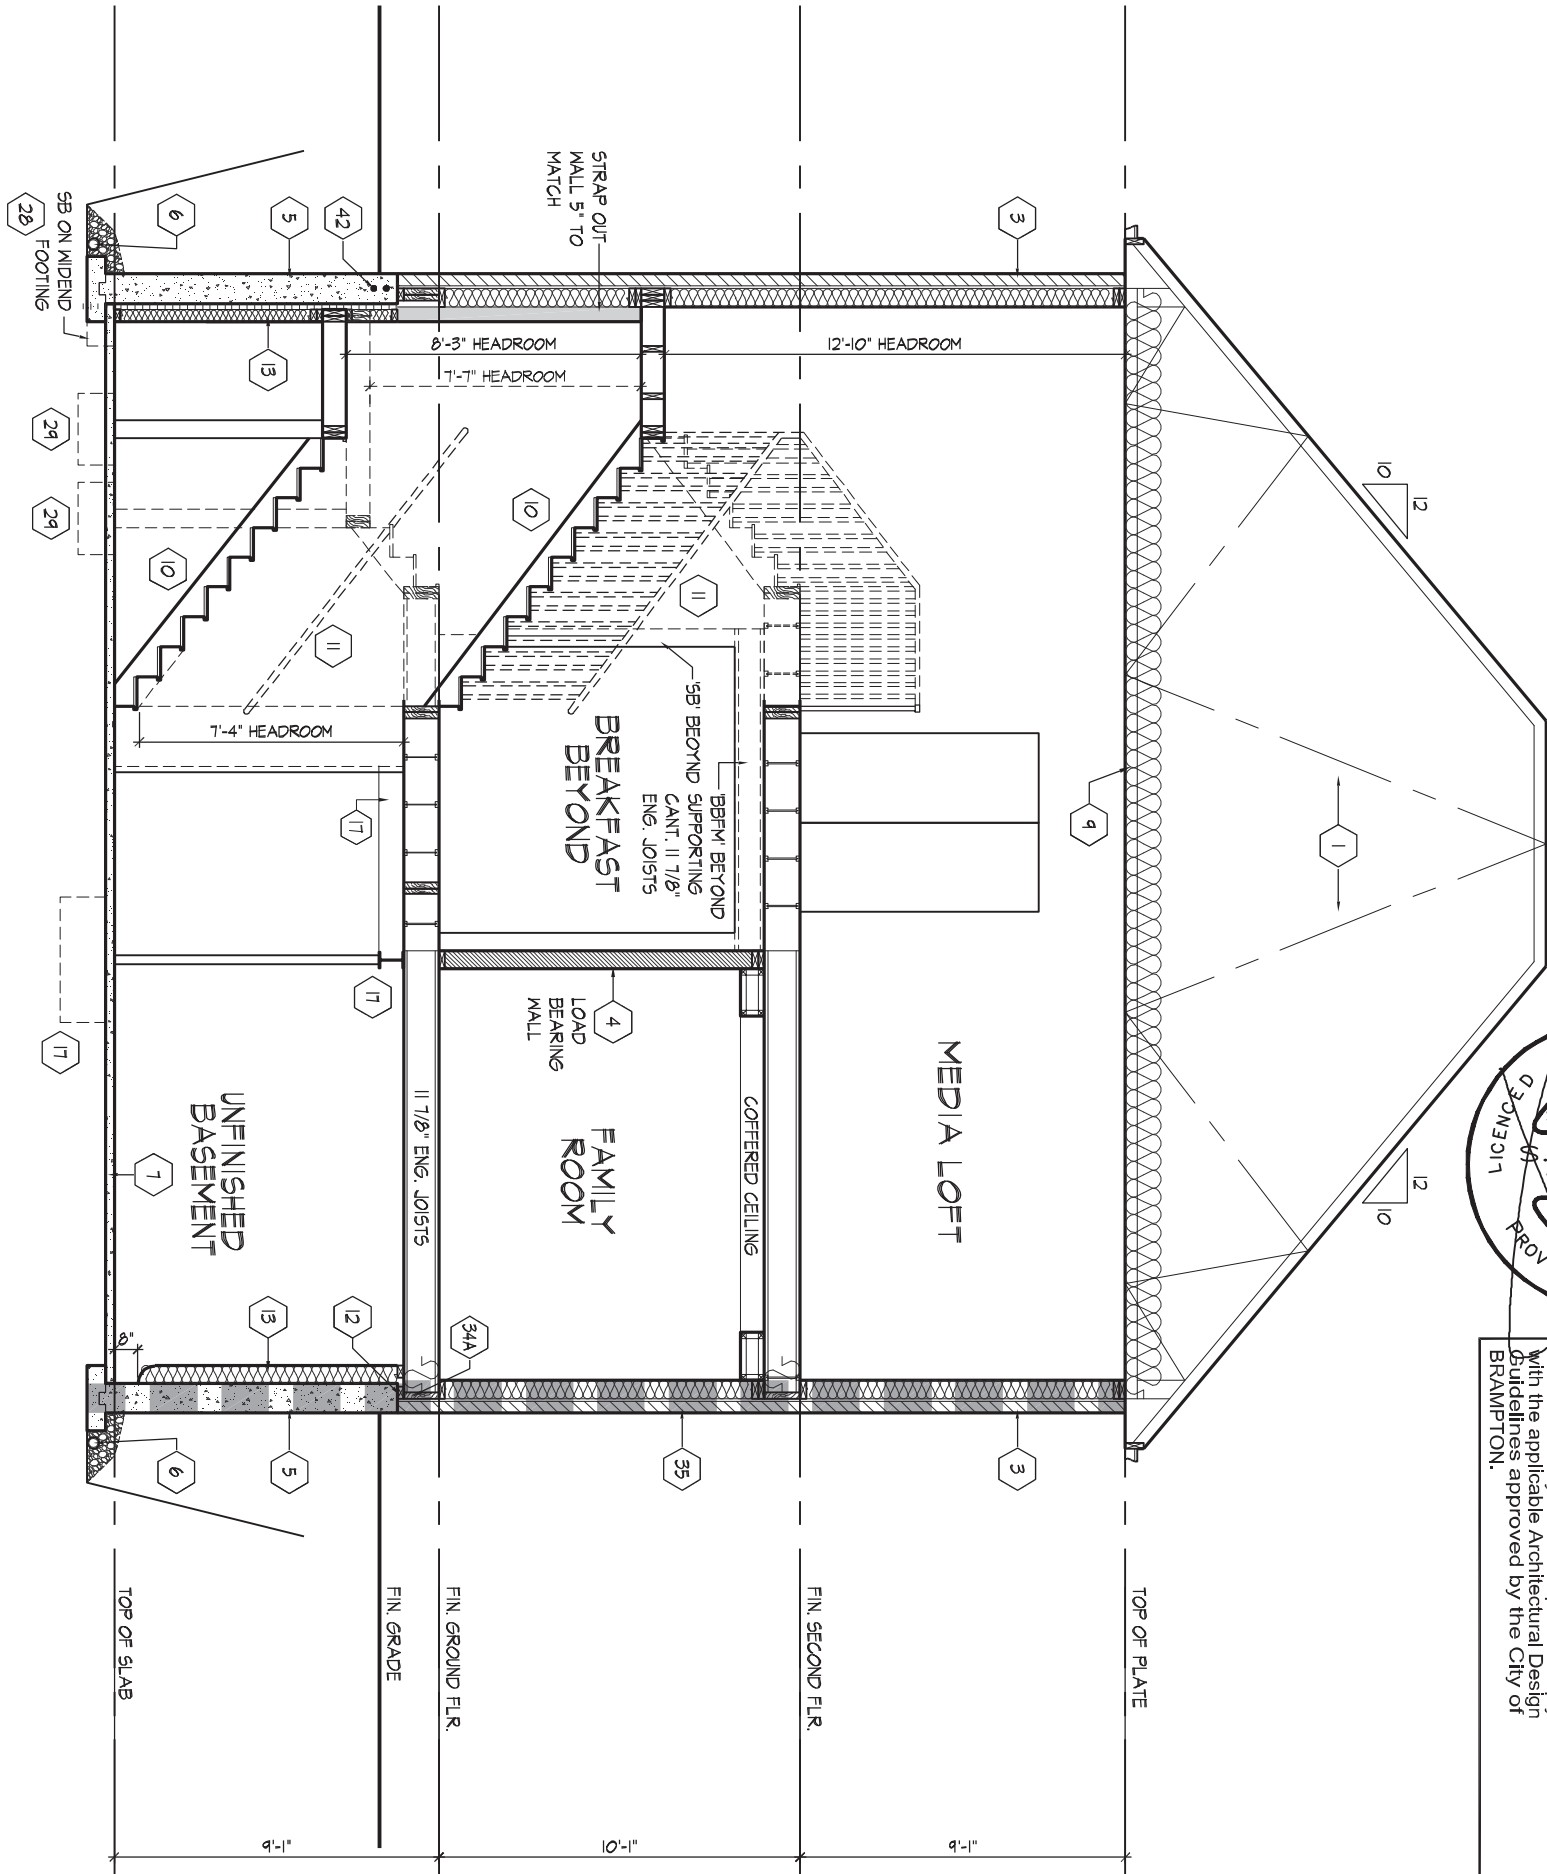 with the applicable Architectural Design
Guidelines approved by the City of
BRAMPTON.
LICENCED
12
10
12
10
1
9
TOP OF PLATE
3
12'-10" HEADROOM
MEDIA LOFT
3
9'-1"
FIN. SECOND FLR.
11
'BBFM' BEYOND
'SB' BEOYND SUPPORTING
CANT. 11 7/8"
ENG. JOISTS
COFFERED CEILING
35
STRAP OUT
WALL 5" TO
MATCH
10
BREAKFAST
BEYOND
4
LOAD
BEARING
WALL
FAMILY
ROOM
10'-1"
8'-3" HEADROOM
7'-7" HEADROOM
34A
FIN. GROUND FLR.
11 7/8" ENG. JOISTS
FIN. GRADE
42
17
17
12
5
13
11
7'-4" HEADROOM
UNFINISHED
BASEMENT
13
5
9'-1"
6
10
7
8"
6
TOP OF SLAB
SB ON WIDEND
FOOTING
28
29
29
17